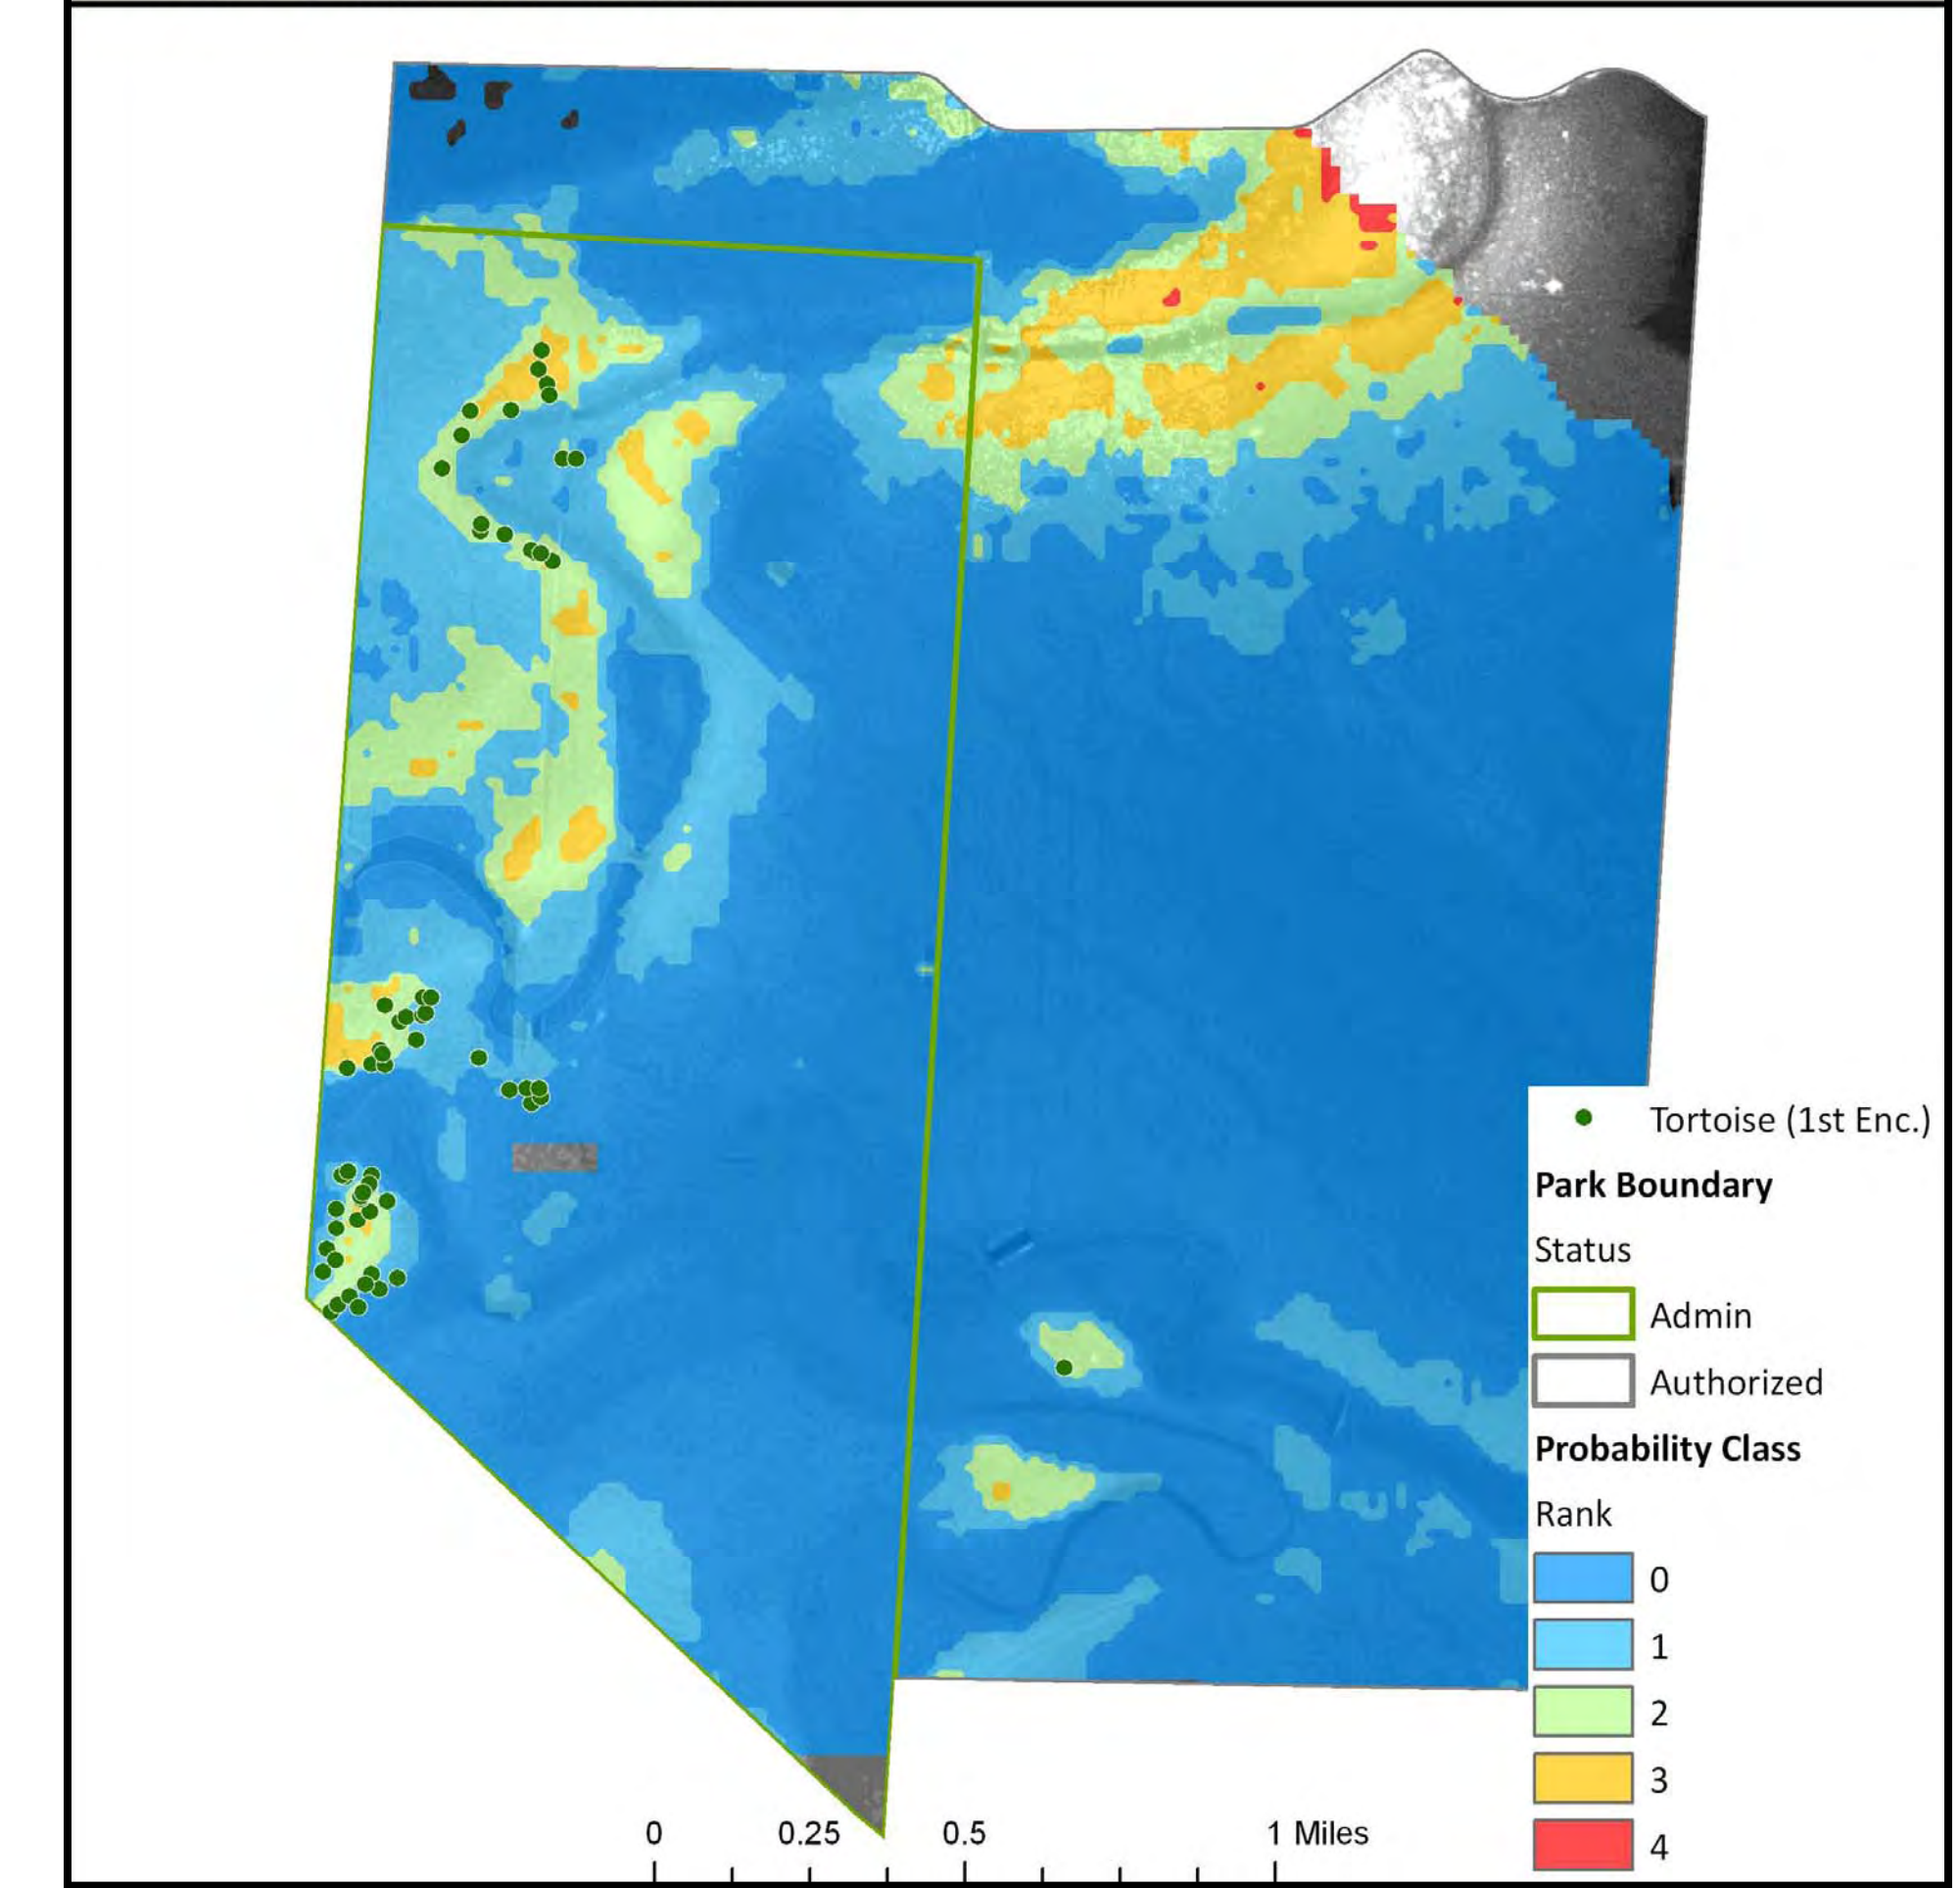 Tortoise (1st Enc.)
Park Boundary
Status
Admin
Authorized
Probability Class
Rank
0
1
2
3
4
0 0.25 0.5 1 Miles